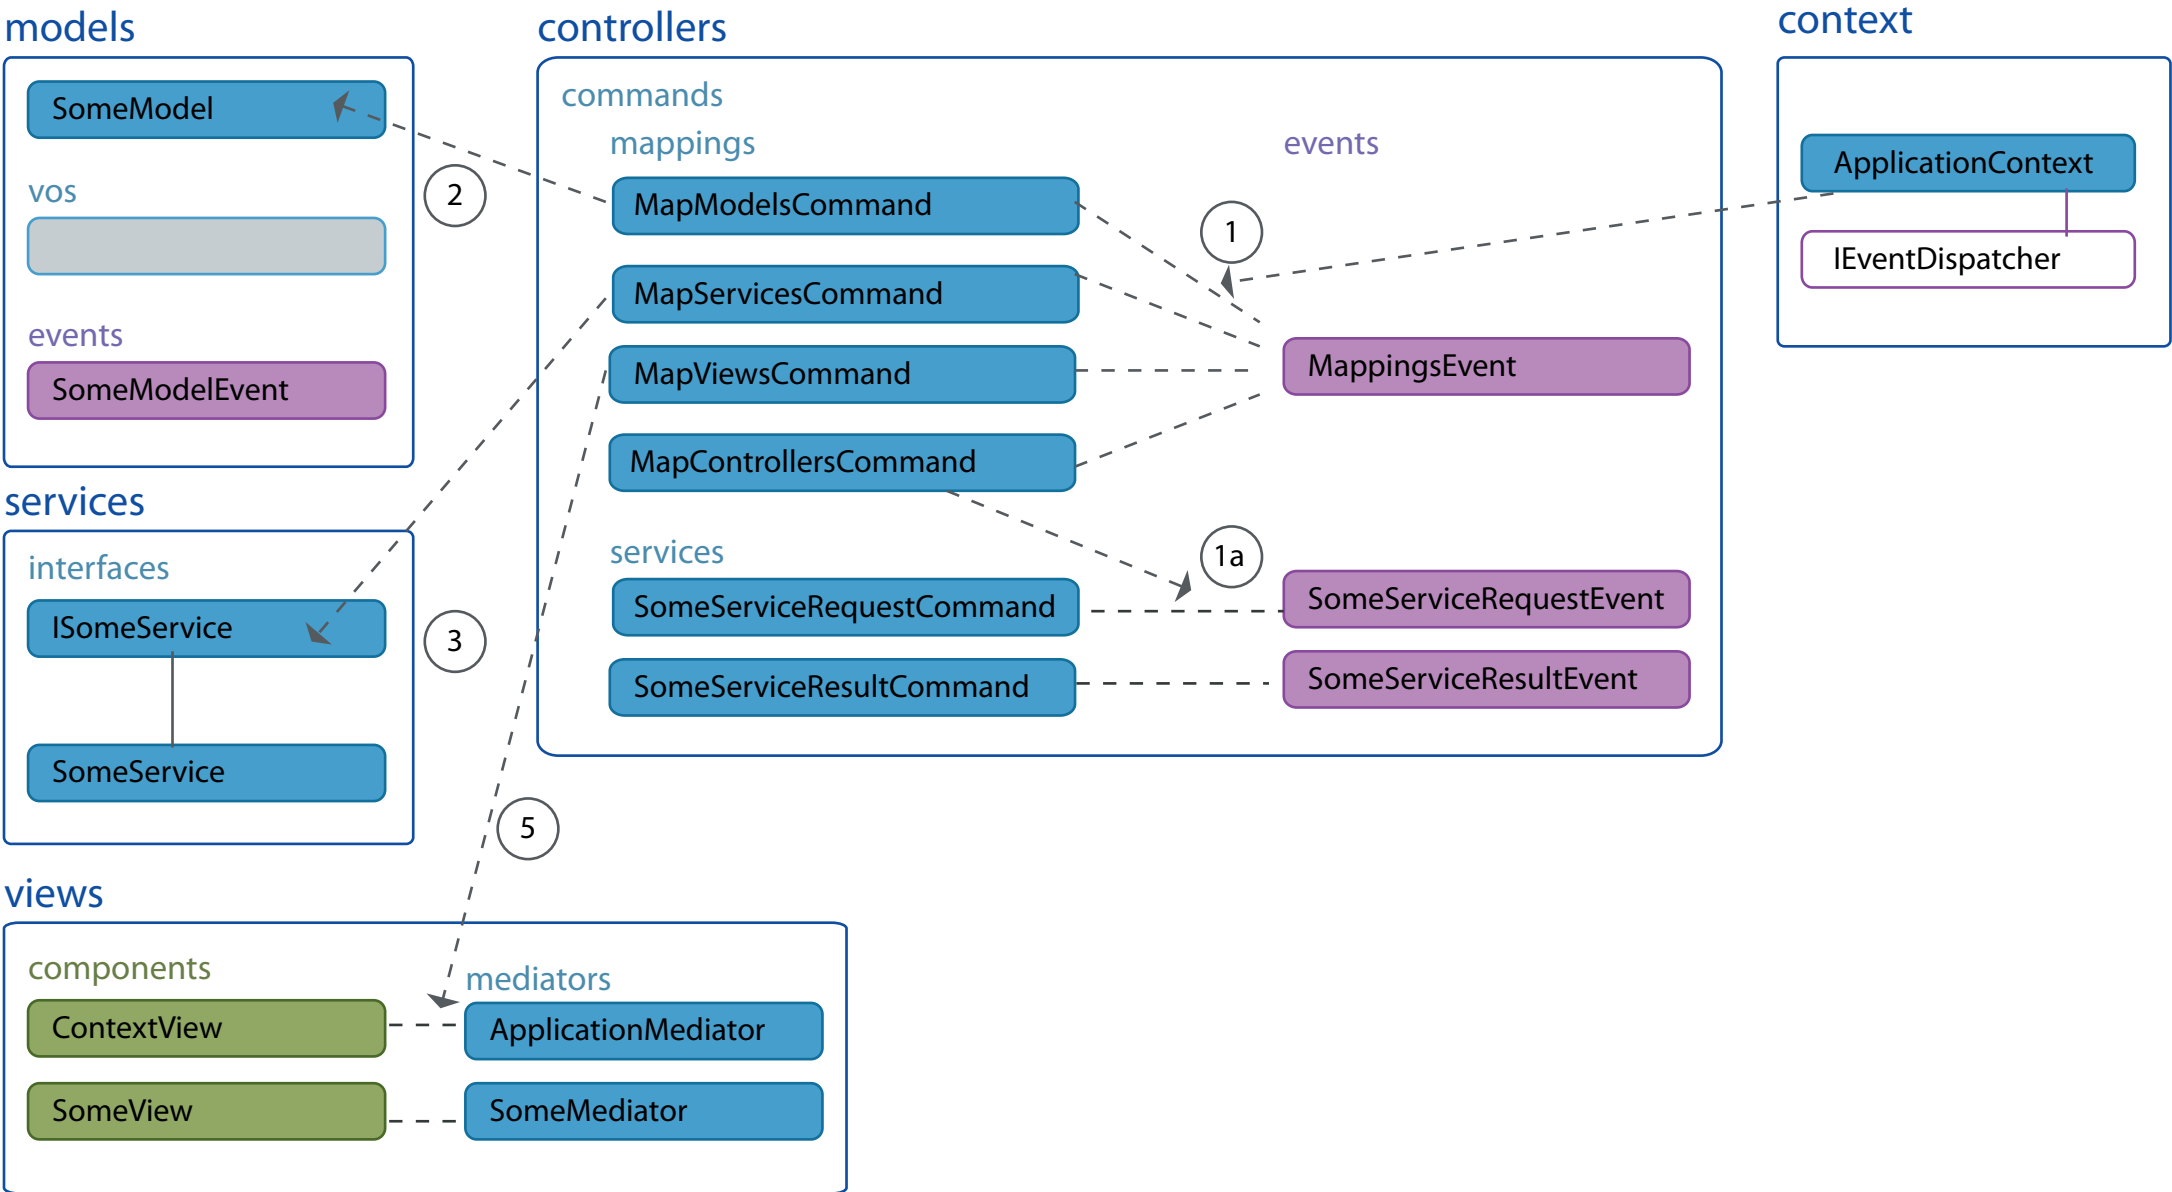 models
SomeModel
vos
events
SomeModelEvent
2
services
interfaces
ISomeService
SomeService
3
controllers
commands
mappings
events
MapModelsCommand
MapServicesCommand
MapViewsCommand
MapControllersCommand
1
MappingsEvent
services
1a
SomeServiceRequestCommand
SomeServiceRequestEvent
SomeServiceResultCommand
SomeServiceResultEvent
context
ApplicationContext
IEventDispatcher
5
views
components
mediators
ContextView
ApplicationMediator
SomeView
SomeMediator